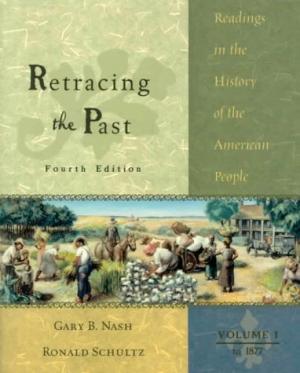 Retracing
the Past
Fourth Edition
Readings
in the
History
of the
American
People
Gary B. Nash
Ronald Schultz
VOLUME I
to 1877